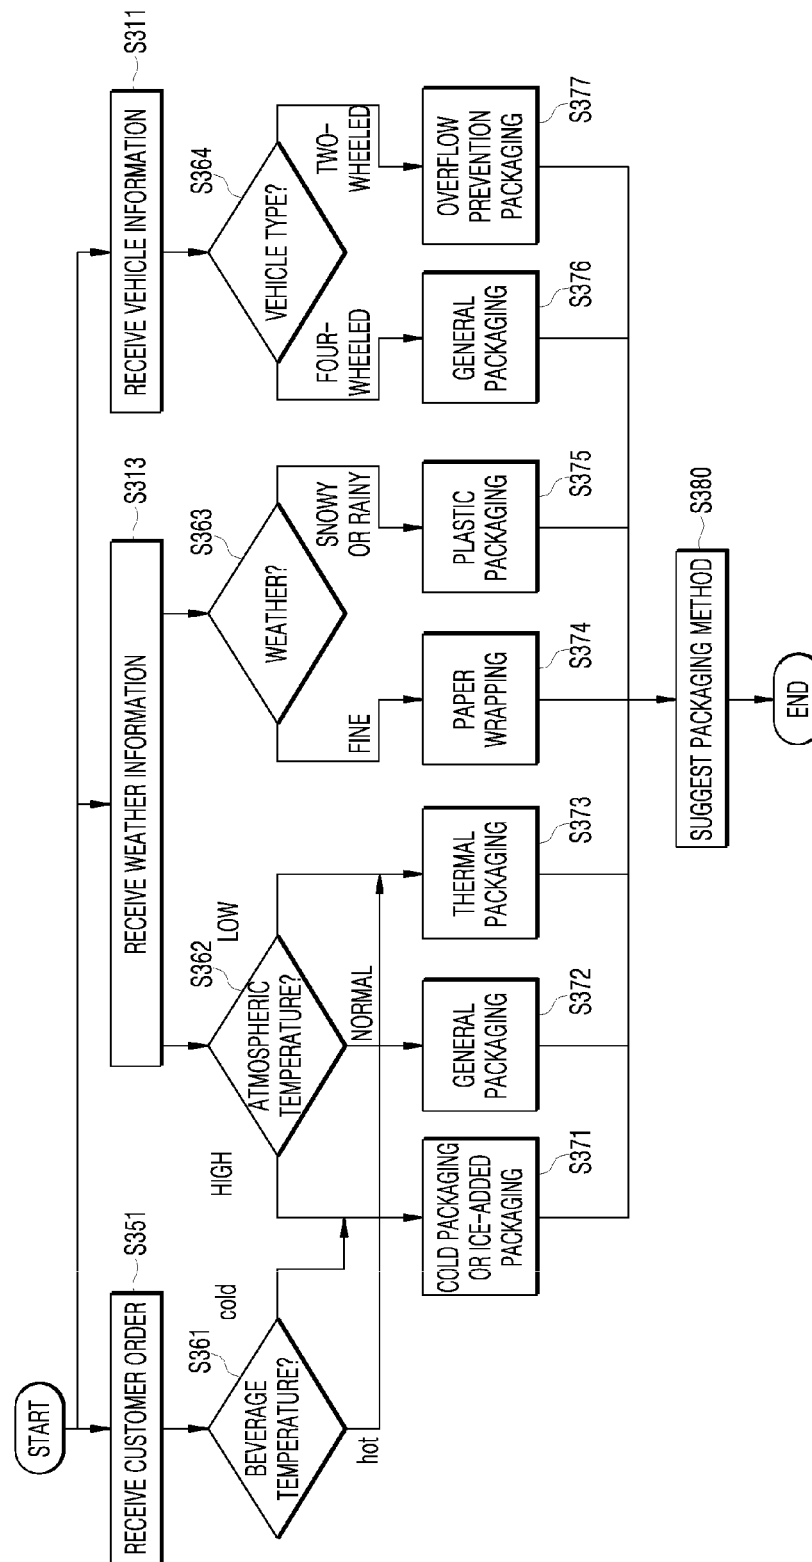 START
RECEIVE CUSTOMER ORDER
S351
RECEIVE WEATHER INFORMATION
S313
RECEIVE VEHICLE INFORMATION
S311
BEVERAGE
TEMPERATURE?
S361
cold
hot
ATMOSPHERIC
TEMPERATURE?
S362
HIGH
LOW
NORMAL
WEATHER?
S363
FINE
SNOWY
OR RAINY
VEHICLE TYPE?
S364
FOUR-
WHEELED
TWO-
WHEELED
COLD PACKAGING
OR ICE-ADDED
PACKAGING
S371
GENERAL
PACKAGING
S372
THERMAL
PACKAGING
S373
PAPER
WRAPPING
S374
PLASTIC
PACKAGING
S375
GENERAL
PACKAGING
S376
OVERFLOW
PREVENTION
PACKAGING
S377
SUGGEST PACKAGING METHOD
S380
END